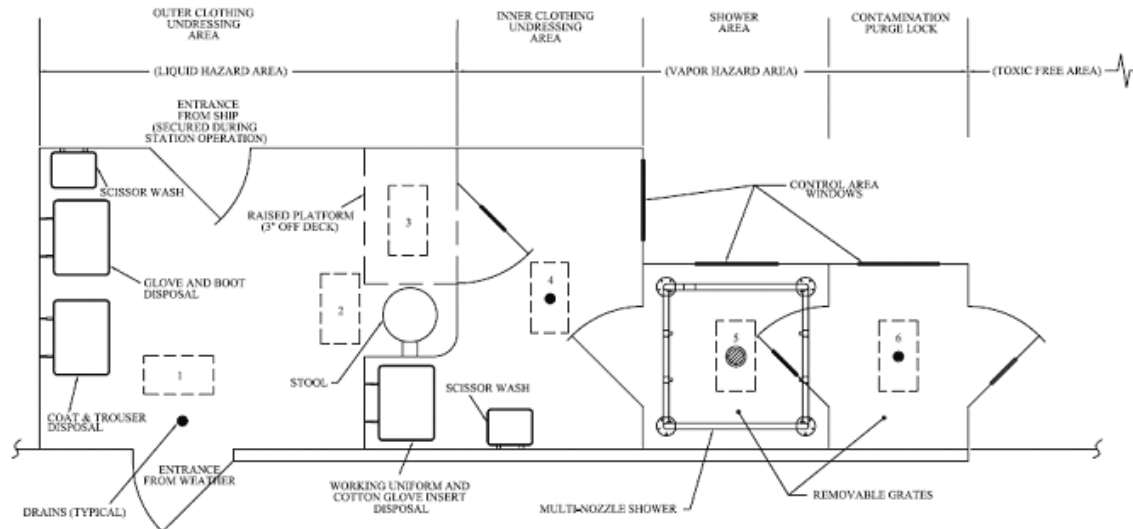 OUTER CLOTHING
UNDRESSING
AREA
INNER CLOTHING
UNDRESSING
AREA
SHOWER
AREA
CONTAMINATION
PURGE LOCK
(LIQUID HAZARD AREA)
(VAPOR HAZARD AREA)
(TOXIC FREE AREA)
ENTRANCE
FROM SHIP
(SECURED DURING
STATION OPERATION)
SCISSOR WASH
CONTROL AREA
WINDOWS
RAISED PLATFORM
(3" OFF DECK)
3
GLOVE AND BOOT
DISPOSAL
4
2
5
6
1
STOOL
SCISSOR WASH
COAT & TROUSER
DISPOSAL
ENTRANCE
FROM WEATHER
WORKING UNIFORM AND
COTTON GLOVE INSERT
DISPOSAL
REMOVABLE GRATES
DRAINS (TYPICAL)
MULTI-NOZZLE SHOWER